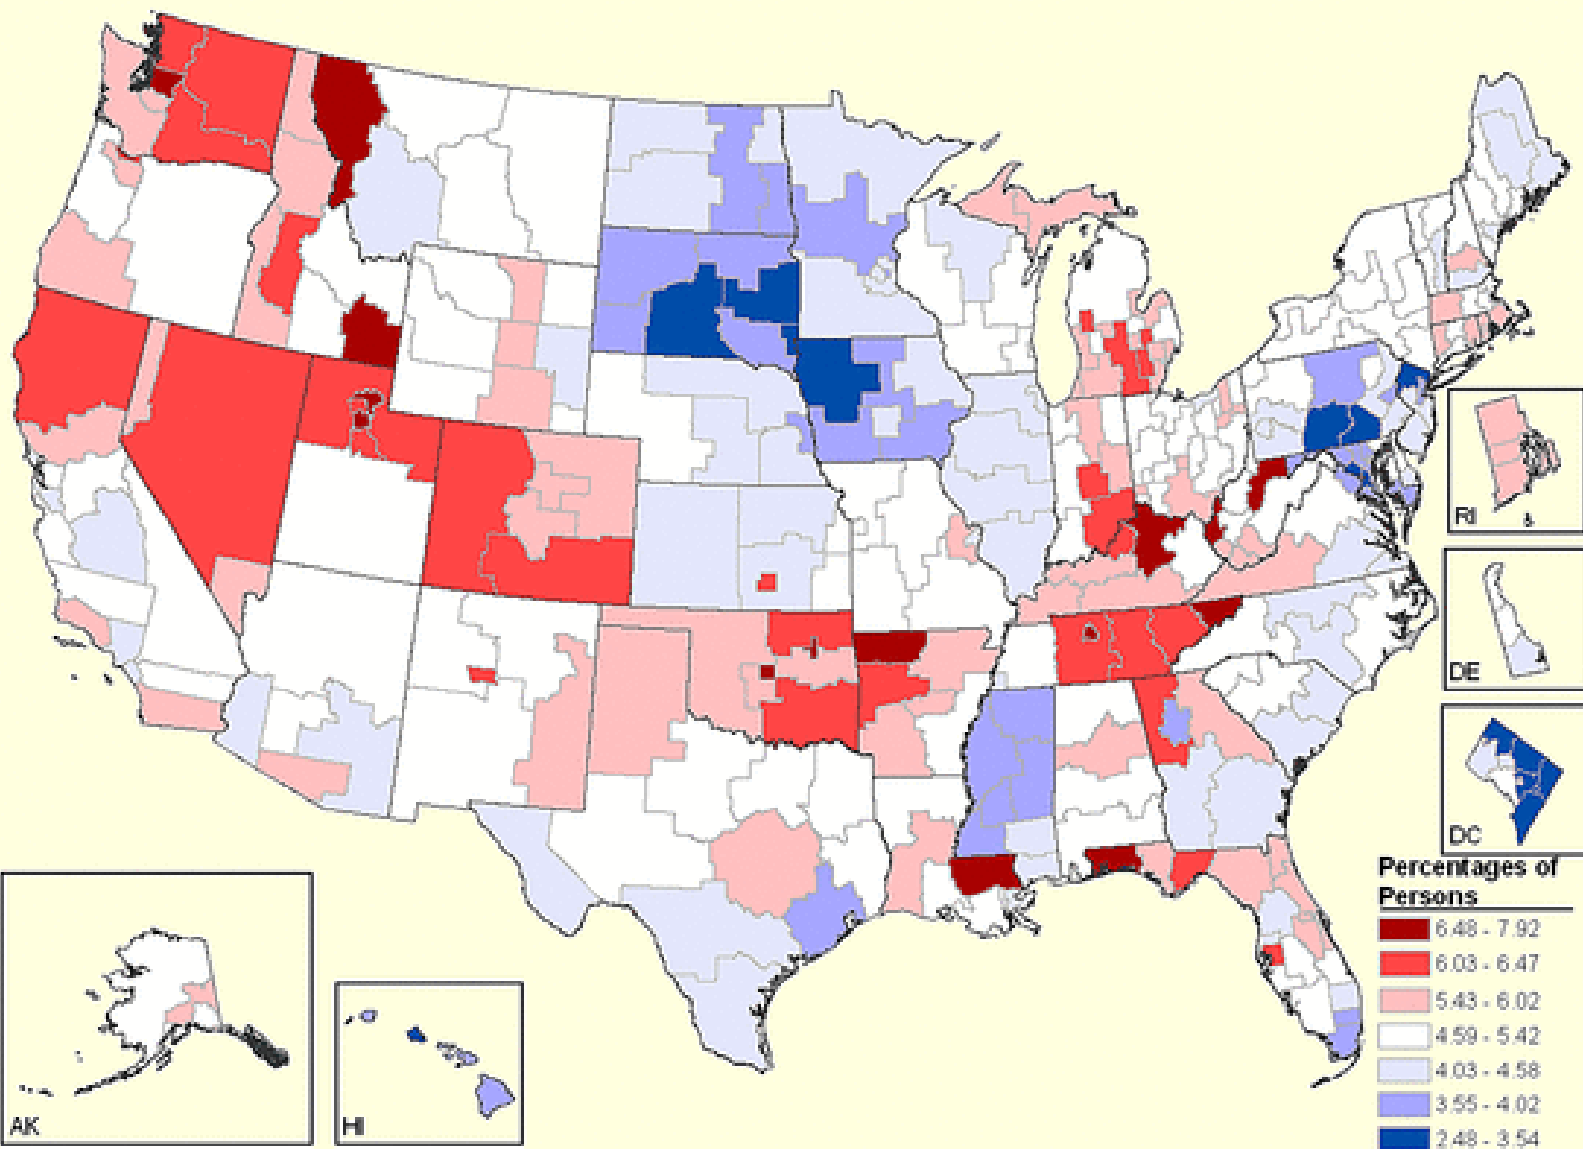 RI
DE
DC
AK
HI
Percentages of
Persons
6.48 - 7.92
6.03 - 6.47
5.43 - 6.02
4.59 - 5.42
4.03 - 4.58
3.55 - 4.02
2.48 - 3.54